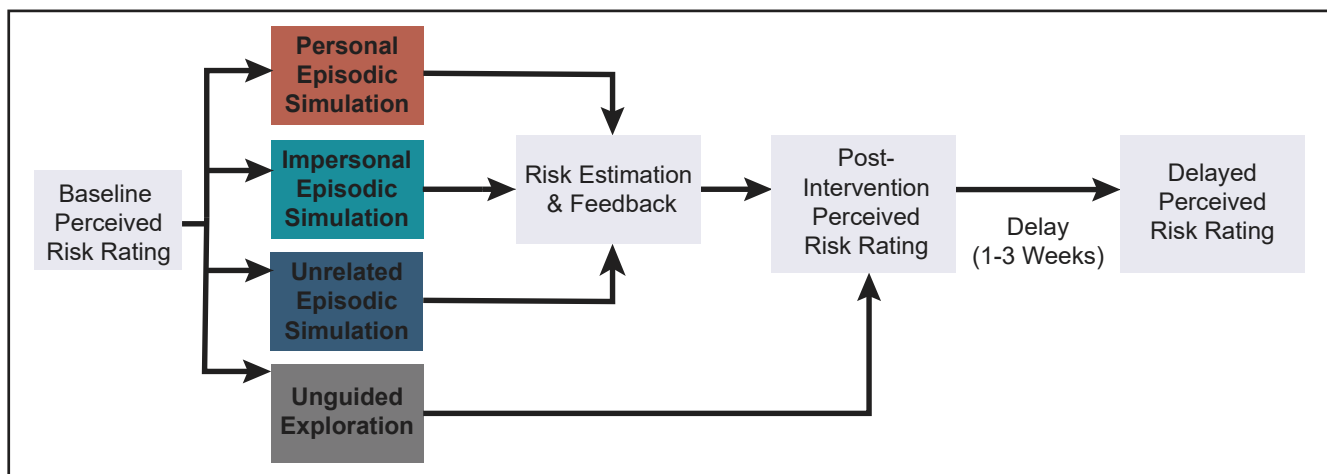 Baseline
Perceived
Risk Rating
Personal
Episodic
Simulation
Impersonal
Episodic
Simulation
Unrelated
Episodic
Simulation
Unguided
Exploration
Risk Estimation
& Feedback
Post-
Intervention
Perceived
Risk Rating
Delay
(1-3 Weeks)
Delayed
Perceived
Risk Rating